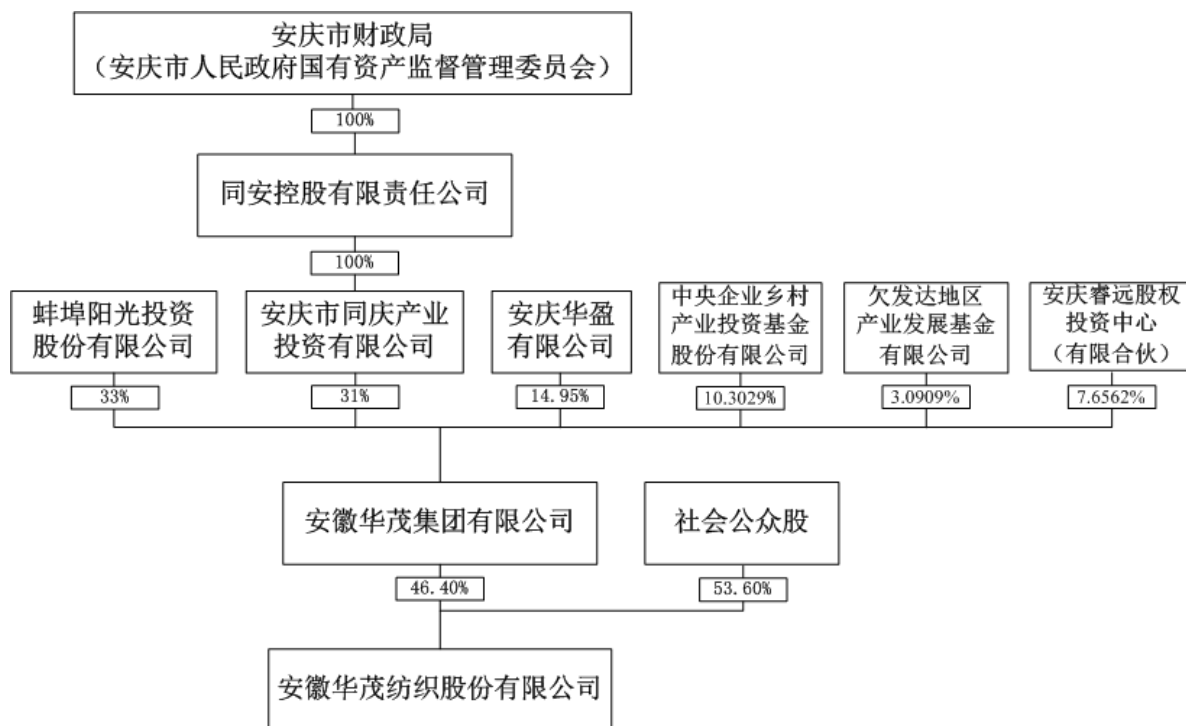 安庆市财政局
（安庆市人民政府国有资产监督管理委员会）
100%
同安控股有限责任公司
100%
蚌埠阳光投资
股份有限公司
安庆市同庆产业
投资有限公司
安庆华盈
有限公司
中央企业乡村
产业投资基金
股份有限公司
欠发达地区
产业发展基金
有限公司
安庆睿远股权
投资中心
（有限合伙）
33%
31%
14.95%
10.3029%
3.0909%
7.6562%
安徽华茂集团有限公司
社会公众股
46.40%
53.60%
安徽华茂纺织股份有限公司